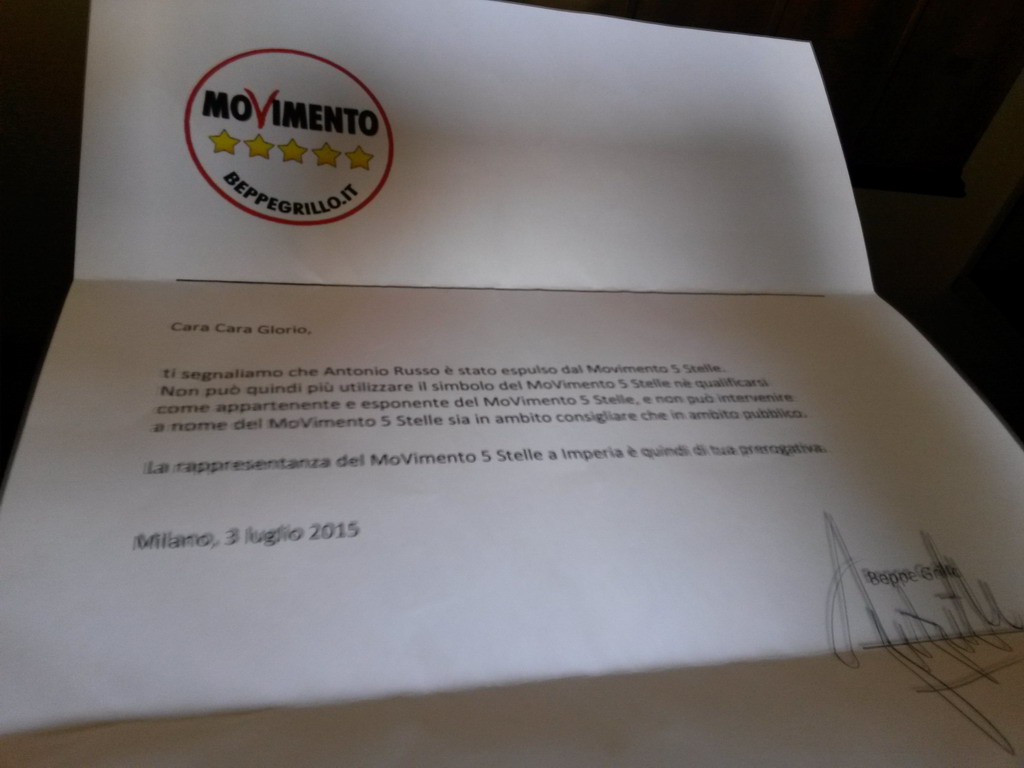 MOVIMENTO
BEPPEGRILLO.IT
Cara Cara Glorio,
ti segnaliamo che Antonio Russo è stato espulso dal Movimento 5 Stelle.
Non può quindi più utilizzare il simbolo del MoVimento 5 Stelle nè qualificarsi
come appartenente e esponente del MoVimento 5 Stelle, e non può intervenire
a nome del MoVimento 5 Stelle sia in ambito consigliare che in ambito pubblico.
La rappresentanza del MoVimento 5 Stelle a Imperia è quindi di tua prerogativa.
Milano, 3 luglio 2015
Beppe Grillo